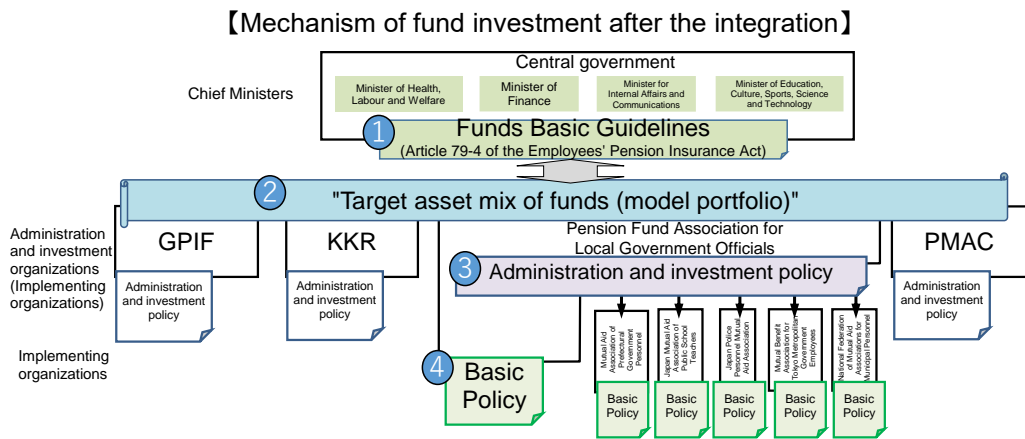 【Mechanism of fund investment after the integration】
Central government
Chief Ministers
Minister of Health,
Labour and Welfare
Minister of
Finance
Minister for
Internal Affairs and
Communications
Minister of Education,
Culture, Sports, Science
and Technology
1
Funds Basic Guidelines
(Article 79-4 of the Employees' Pension Insurance Act)
2
"Target asset mix of funds (model portfolio)"
Administration
and investment
organizations
(Implementing
organizations)
GPIF
Administration
and investment
policy
KKR
Administration
and investment
policy
Pension Fund Association for
Local Government Officials
3
Administration and investment policy
PMAC
Administration
and investment
policy
Implementing
organizations
4
Basic
Policy
Mutual Aid
Association of
Prefectural
Government
Personnel
Japan Mutual Aid
Association of
Public School
Teachers
Japan Police
Personnel Mutual
Aid Association
Mutual Benefit
Association for
Tokyo Metropolitan
Government
Employees
National Federation
of Mutual Aid
Associations for
Municipal Personnel
Basic
Policy
Basic
Policy
Basic
Policy
Basic
Policy
Basic
Policy